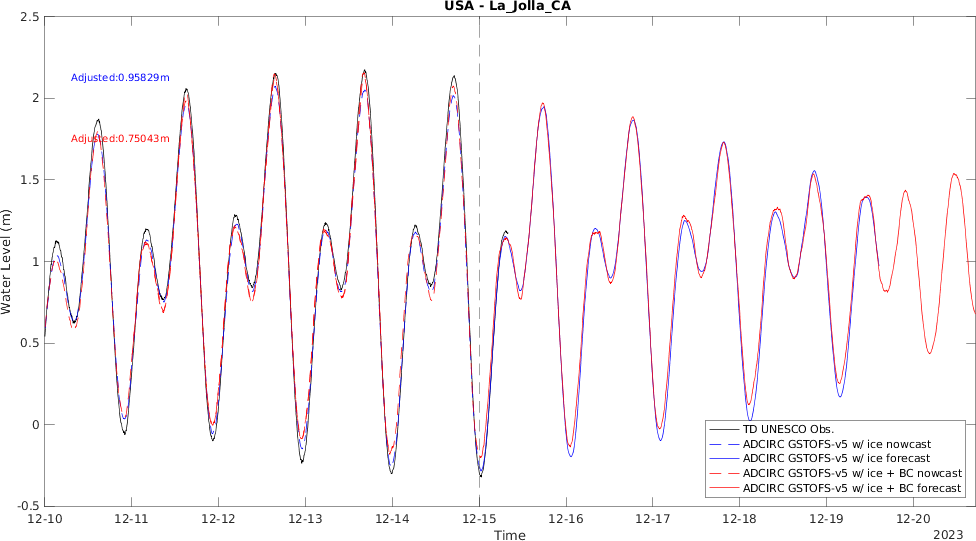 USA - La_Jolla_CA
2.5
Adjusted:0.95829m
2
Adjusted:0.75043m
1.5
Water Level (m)
1
0.5
0
-0.5
TD UNESCO Obs.
ADCIRC GSTOFS-v5 w/ ice nowcast
ADCIRC GSTOFS-v5 w/ ice forecast
ADCIRC GSTOFS-v5 w/ ice + BC nowcast
ADCIRC GSTOFS-v5 w/ ice + BC forecast
12-10 12-11 12-12 12-13 12-14 12-15 12-16 12-17 12-18 12-19 12-20
Time
2023